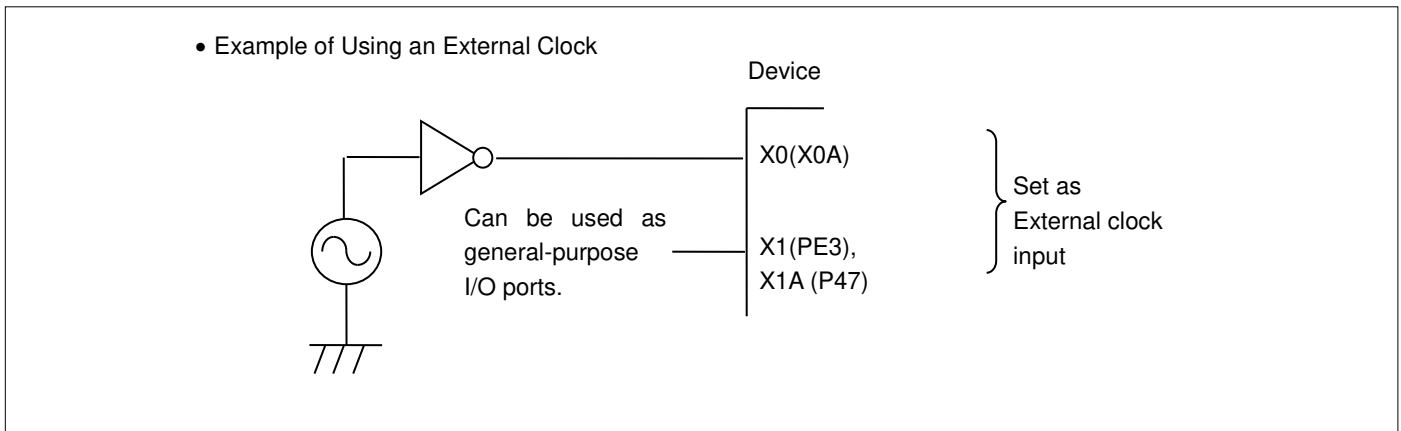 • Example of Using an External Clock
Device
X0(X0A)
Can be used as
general-purpose
I/O ports.
X1(PE3),
X1A (P47)
Set as
External clock
input